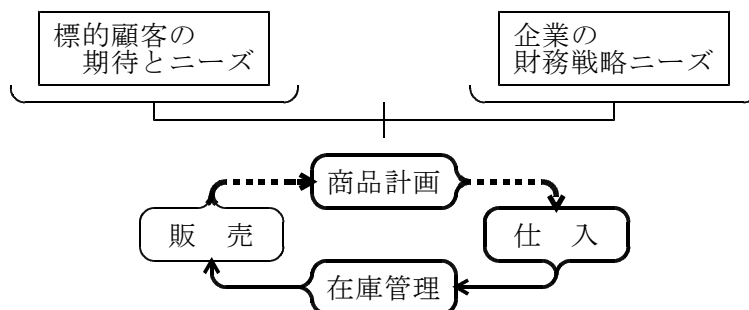 標的顧客の
期待とニーズ
企業の
財務戦略ニーズ
商品計画
販 売
仕 入
在庫管理